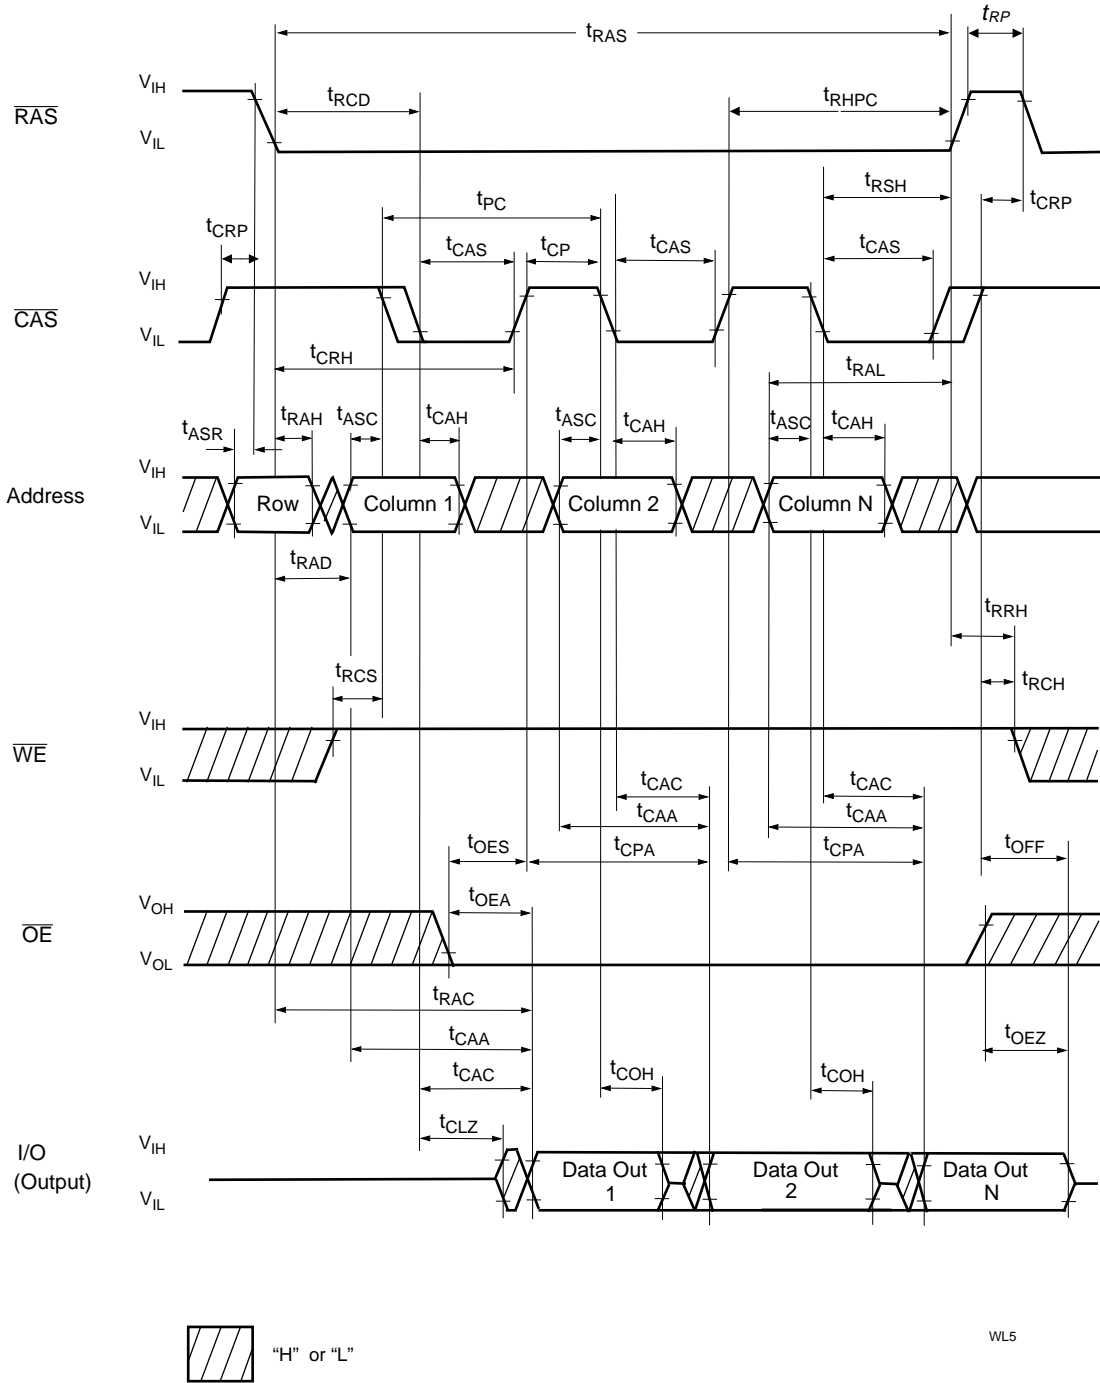 tRP
tRAS
VIH
tRCD
tRHPC
RAS
VIL
tRSH
tPC
tCRP
tCRP
tCAS
tCP
tCAS
tCAS
VIH
CAS
VIL
tCRH
tRAL
tASR
tRAH
tASC
tCAH
tASC
tCAH
tASC
tCAH
VIH
Address
Row
Column 1
Column 2
Column N
VIL
tRAD
tRRH
tRCS
tRCH
VIH
WE
VIL
tCAC
tCAC
tCAA
tCAA
tOES
tCPA
tCPA
tOFF
tOEA
VOH
OE
VOL
tRAC
tOEZ
tCAA
tCAC
tCOH
tCOH
tCLZ
VIH
I/O
(Output)
Data Out
1
Data Out
2
Data Out
N
VIL
WL5
“H” or “L”